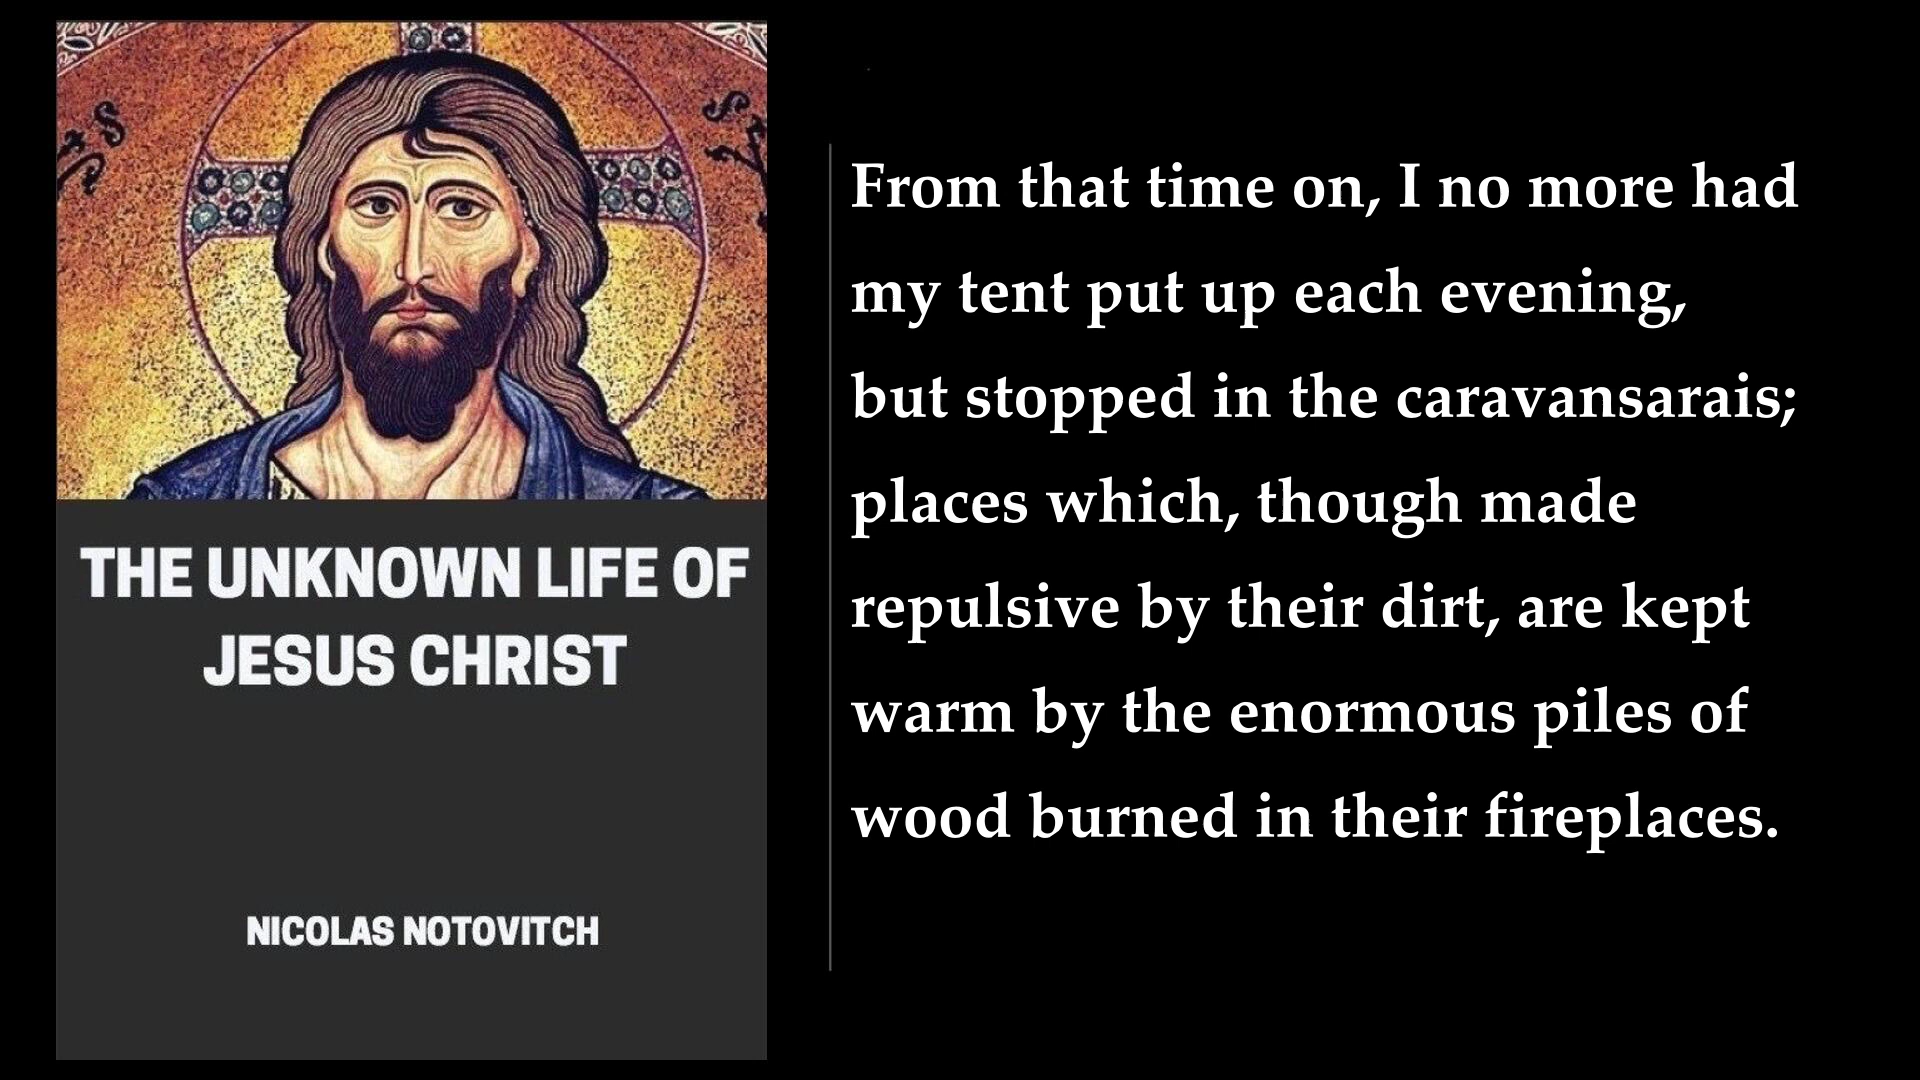 THE UNKNOWN LIFE OF
JESUS CHRIST
NICOLAS NOTOVITCH
From that time on, I no more had
my tent put up each evening,
but stopped in the caravansarais;
places which, though made
repulsive by their dirt, are kept
warm by the enormous piles of
wood burned in their fireplaces.